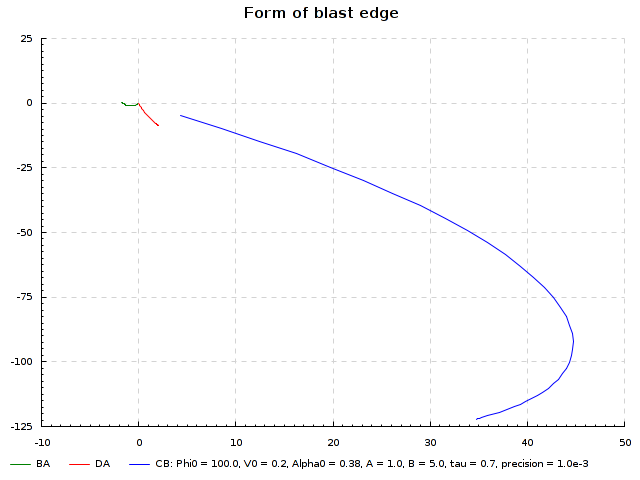 Form of blast edge
25
0
-25
-50
-75
-100
-125
-10 0 10 20 30 40 50
BA DA CB: Phi0 = 100.0, V0 = 0.2, Alpha0 = 0.38, A = 1.0, B = 5.0, tau = 0.7, precision = 1.0e-3